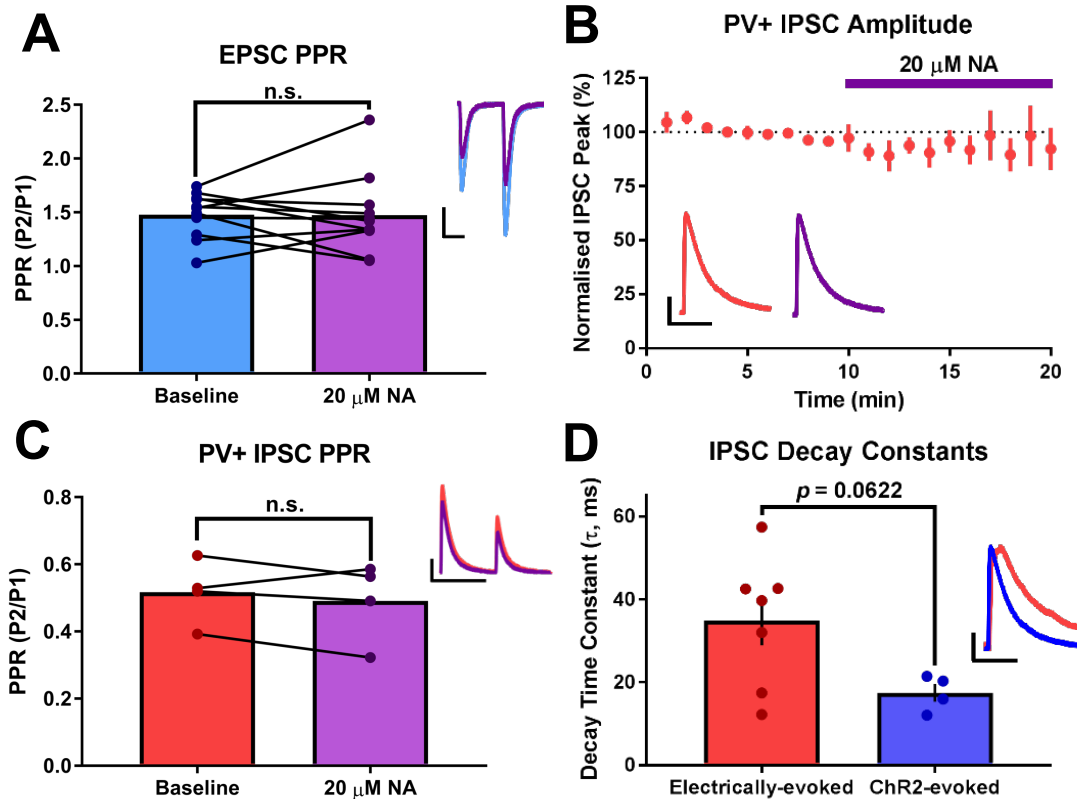 A
EPSC PPR
n.s.
2.5
2.0
1.5
1.0
0.5
0.0
PPR (P2/P1)
Baseline
20 μM NA
B
PV+ IPSC Amplitude
20 μM NA
125
100
75
50
25
0
Normalised IPSC Peak (%)
0
5
10
15
20
Time (min)
C
PV+ IPSC PPR
n.s.
0.8
0.6
0.4
0.2
0.0
PPR (P2/P1)
Baseline
20 μM NA
D
IPSC Decay Constants
p = 0.0622
60
40
20
0
Decay Time Constant (τ, ms)
Electrically-evoked
ChR2-evoked